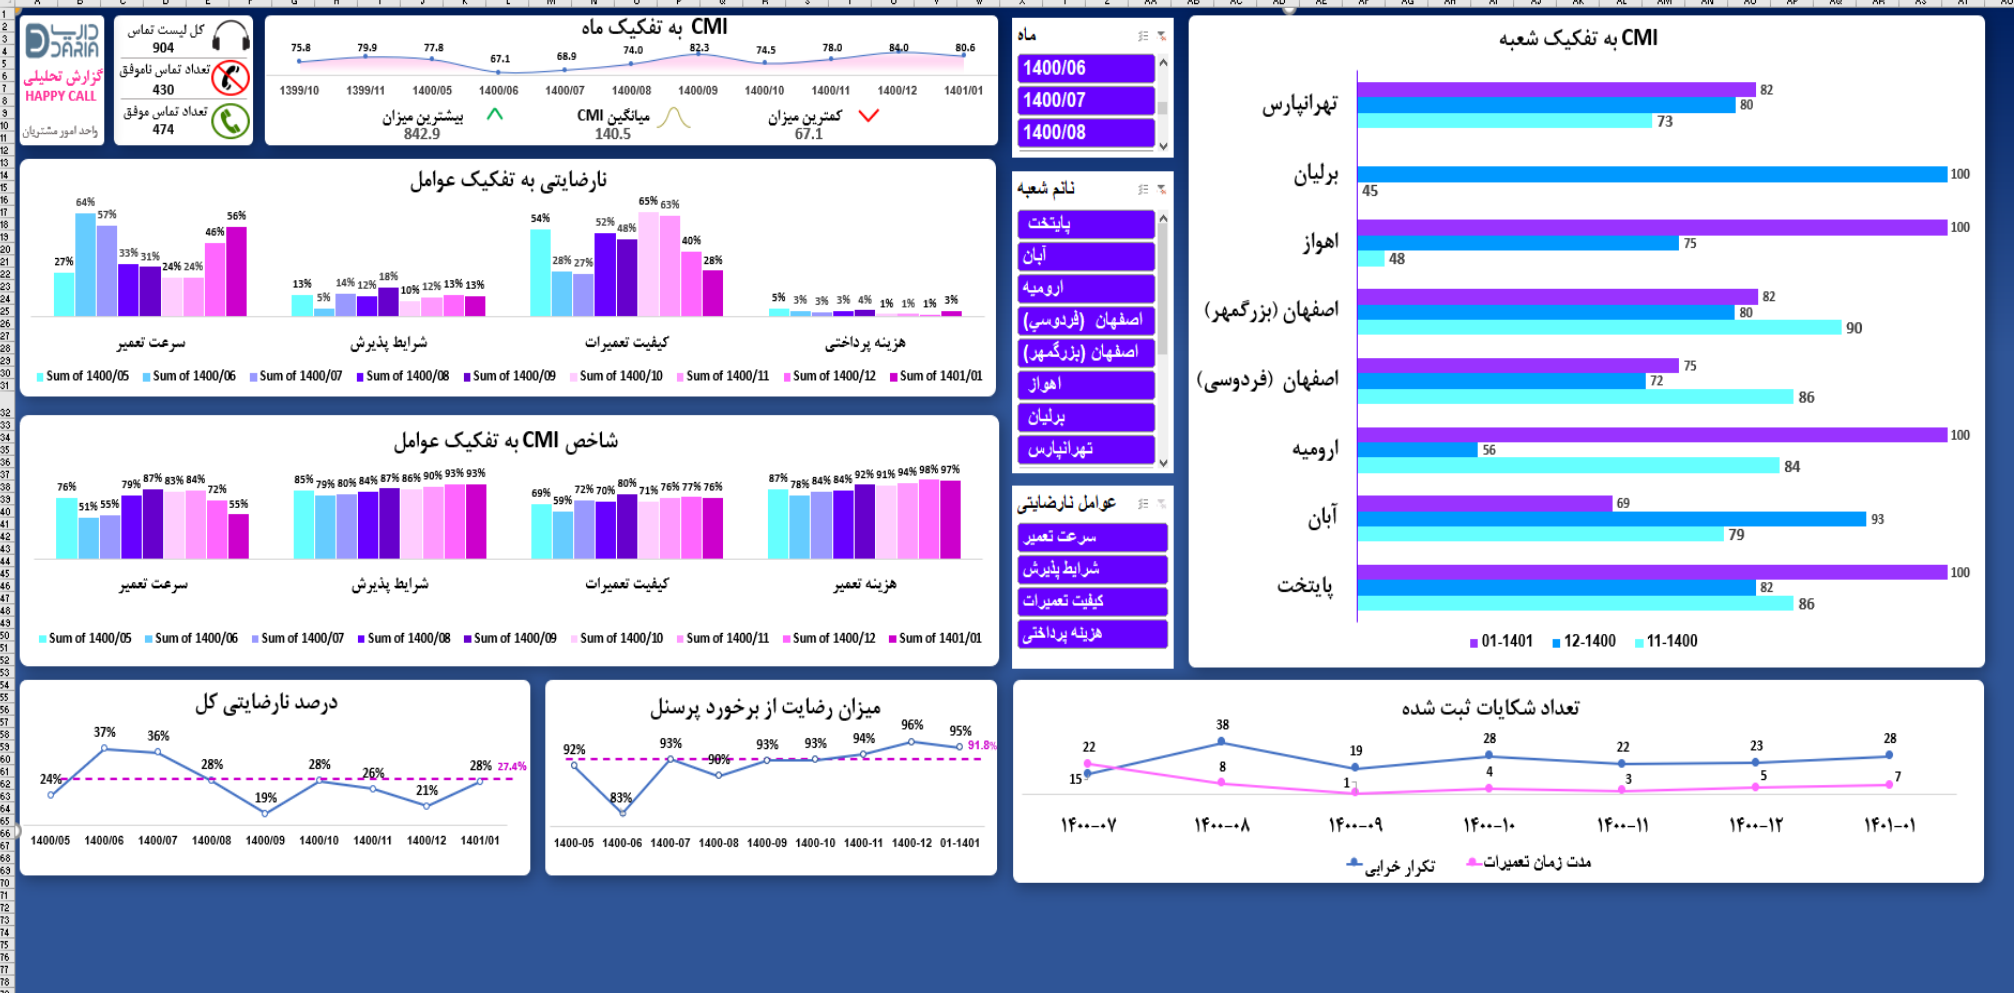 داریا
DARIA
گزارش تحلیلی
HAPPY CALL
واحد امور مشتریان
کل لیست تماس
904
تعداد تماس ناموفق
430
تعداد تماس موفق
474
CMI به تفکیک ماه
75.8 79.9 77.8 67.1 68.9 74.0 82.3 74.5 78.0 84.0 80.6
1399/10 1399/11 1400/05 1400/06 1400/07 1400/08 1400/09 1400/10 1400/11 1400/12 1401/01
بیشترین میزان
842.9
میانگین CMI
140.5
کمترین میزان
67.1
نارضایتی به تفکیک عوامل
27% 64% 57% 33% 31% 24% 24% 46% 56%
13% 5% 14% 12% 18% 10% 12% 13% 13%
54% 28% 27% 52% 48% 65% 63% 40% 28%
5% 3% 3% 3% 4% 1% 1% 1% 3%
سرعت تعمیر
شرایط پذیرش
کیفیت تعمیرات
هزینه پرداختی
Sum of 1400/05 Sum of 1400/06 Sum of 1400/07 Sum of 1400/08 Sum of 1400/09 Sum of 1400/10 Sum of 1400/11 Sum of 1400/12 Sum of 1401/01
شاخص CMI به تفکیک عوامل
76% 51% 55% 79% 87% 83% 84% 72% 55%
85% 79% 80% 84% 87% 86% 90% 93% 93%
69% 59% 72% 70% 80% 71% 76% 77% 76%
87% 78% 84% 84% 92% 91% 94% 98% 97%
سرعت تعمیر
شرایط پذیرش
کیفیت تعمیرات
هزینه تعمیر
Sum of 1400/05 Sum of 1400/06 Sum of 1400/07 Sum of 1400/08 Sum of 1400/09 Sum of 1400/10 Sum of 1400/11 Sum of 1400/12 Sum of 1401/01
درصد نارضایتی کل
24% 37% 36% 28% 19% 28% 26% 21% 28% 27.4%
1400/05 1400/06 1400/07 1400/08 1400/09 1400/10 1400/11 1400/12 1401/01
میزان رضایت از برخورد پرسنل
92% 83% 93% 90% 93% 93% 94% 96% 95% 91.8%
1400-05 1400-06 1400-07 1400-08 1400-09 1400-10 1400-11 1400-12 01-1401
ماه
1400/06
1400/07
1400/08
نانم شعبه
پایتخت
آبان
ارومیه
اصفهان (فردوسي)
اصفهان (بزرگمهر)
اهواز
برلیان
تهرانپارس
عوامل نارضایتی
سرعت تعمیر
شرایط پذیرش
کیفیت تعمیرات
هزینه پرداختی
CMI به تفکیک شعبه
تهرانپارس
82
80
73
برلیان
100
45
اهواز
100
75
48
اصفهان (بزرگمهر)
82
80
90
اصفهان (فردوسی)
75
72
86
ارومیه
100
56
84
آبان
69
93
79
پایتخت
100
82
86
01-1401 12-1400 11-1400
تعداد شکایات ثبت شده
15 38 19 28 22 23 28
22 8 1 4 3 5 7
۱۴۰۰-۰۷ ۱۴۰۰-۰۸ ۱۴۰۰-۰۹ ۱۴۰۰-۱۰ ۱۴۰۰-۱۱ ۱۴۰۰-۱۲ ۱۴۰۱-۰۱
تکرار خرابی
مدت زمان تعمیرات